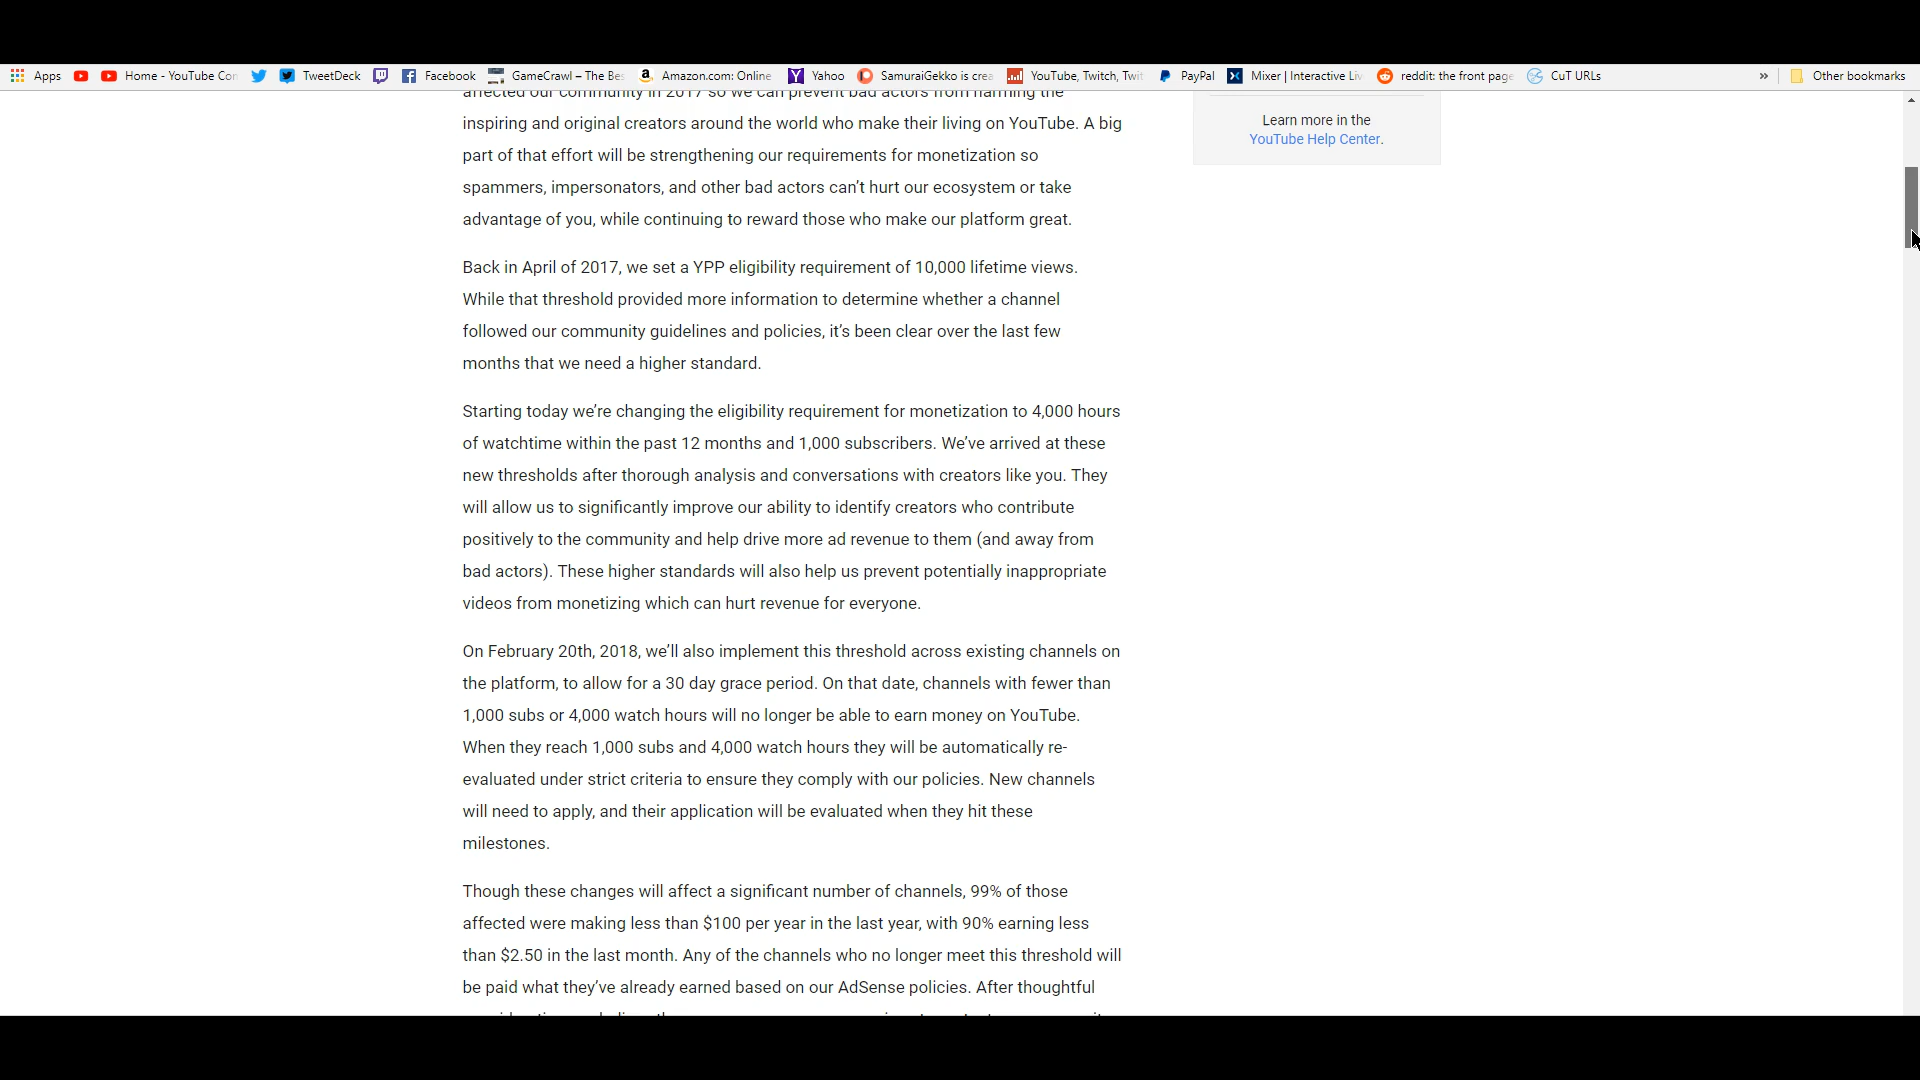 Apps
Home - YouTube Con
TweetDeck
Facebook
GameCrawl – The Bes
Amazon.com: Online
Yahoo
SamuraiGekko is crea
YouTube, Twitch, Twit
PayPal
Mixer | Interactive Liv
reddit: the front page
CuT URLs
»
Other bookmarks
affected our community in 2017 so we can prevent bad actors from harming the
inspiring and original creators around the world who make their living on YouTube. A big
part of that effort will be strengthening our requirements for monetization so
spammers, impersonators, and other bad actors can’t hurt our ecosystem or take
advantage of you, while continuing to reward those who make our platform great.
Back in April of 2017, we set a YPP eligibility requirement of 10,000 lifetime views.
While that threshold provided more information to determine whether a channel
followed our community guidelines and policies, it’s been clear over the last few
months that we need a higher standard.
Starting today we’re changing the eligibility requirement for monetization to 4,000 hours
of watchtime within the past 12 months and 1,000 subscribers. We’ve arrived at these
new thresholds after thorough analysis and conversations with creators like you. They
will allow us to significantly improve our ability to identify creators who contribute
positively to the community and help drive more ad revenue to them (and away from
bad actors). These higher standards will also help us prevent potentially inappropriate
videos from monetizing which can hurt revenue for everyone.
On February 20th, 2018, we’ll also implement this threshold across existing channels on
the platform, to allow for a 30 day grace period. On that date, channels with fewer than
1,000 subs or 4,000 watch hours will no longer be able to earn money on YouTube.
When they reach 1,000 subs and 4,000 watch hours they will be automatically re-
evaluated under strict criteria to ensure they comply with our policies. New channels
will need to apply, and their application will be evaluated when they hit these
milestones.
Though these changes will affect a significant number of channels, 99% of those
affected were making less than $100 per year in the last year, with 90% earning less
than $2.50 in the last month. Any of the channels who no longer meet this threshold will
be paid what they’ve already earned based on our AdSense policies. After thoughtful
Learn more in the
YouTube Help Center.